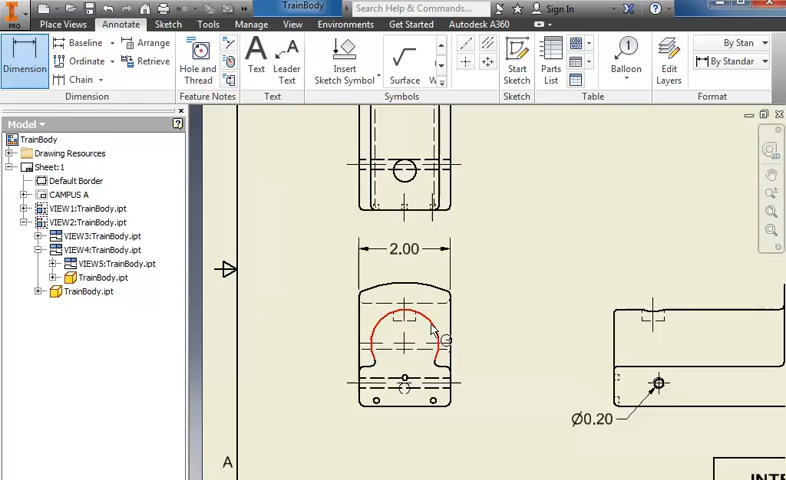 TrainBody
Search Help & Commands...
Sign In
PRO
Place Views Annotate Sketch Tools Manage View Environments Get Started Autodesk A360
Dimension
Baseline
Ordinate
Chain
Arrange
Retrieve
Dimension
Hole and
Thread
Feature Notes
Text
Leader
Text
Text
Insert
Sketch Symbol
Surface
Symbols
Start
Sketch
Sketch
Parts
List
Balloon
Table
Edit
Layers
By Stan
By Standar
Format
Model
TrainBody
Drawing Resources
Sheet:1
Default Border
CAMPUS A
VIEW1:TrainBody.ipt
VIEW2:TrainBody.ipt
VIEW3:TrainBody.ipt
VIEW4:TrainBody.ipt
VIEW5:TrainBody.ipt
TrainBody.ipt
TrainBody.ipt
2.00
Ø0.20
A
INTE